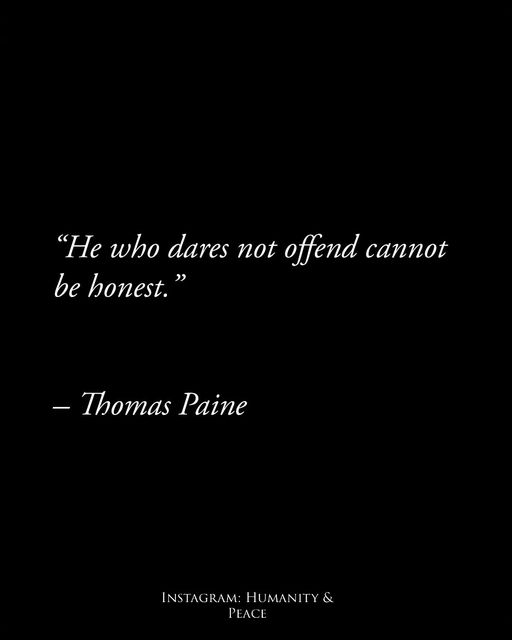 “He who dares not offend cannot
be honest.”
– Thomas Paine
Instagram: Humanity &
Peace